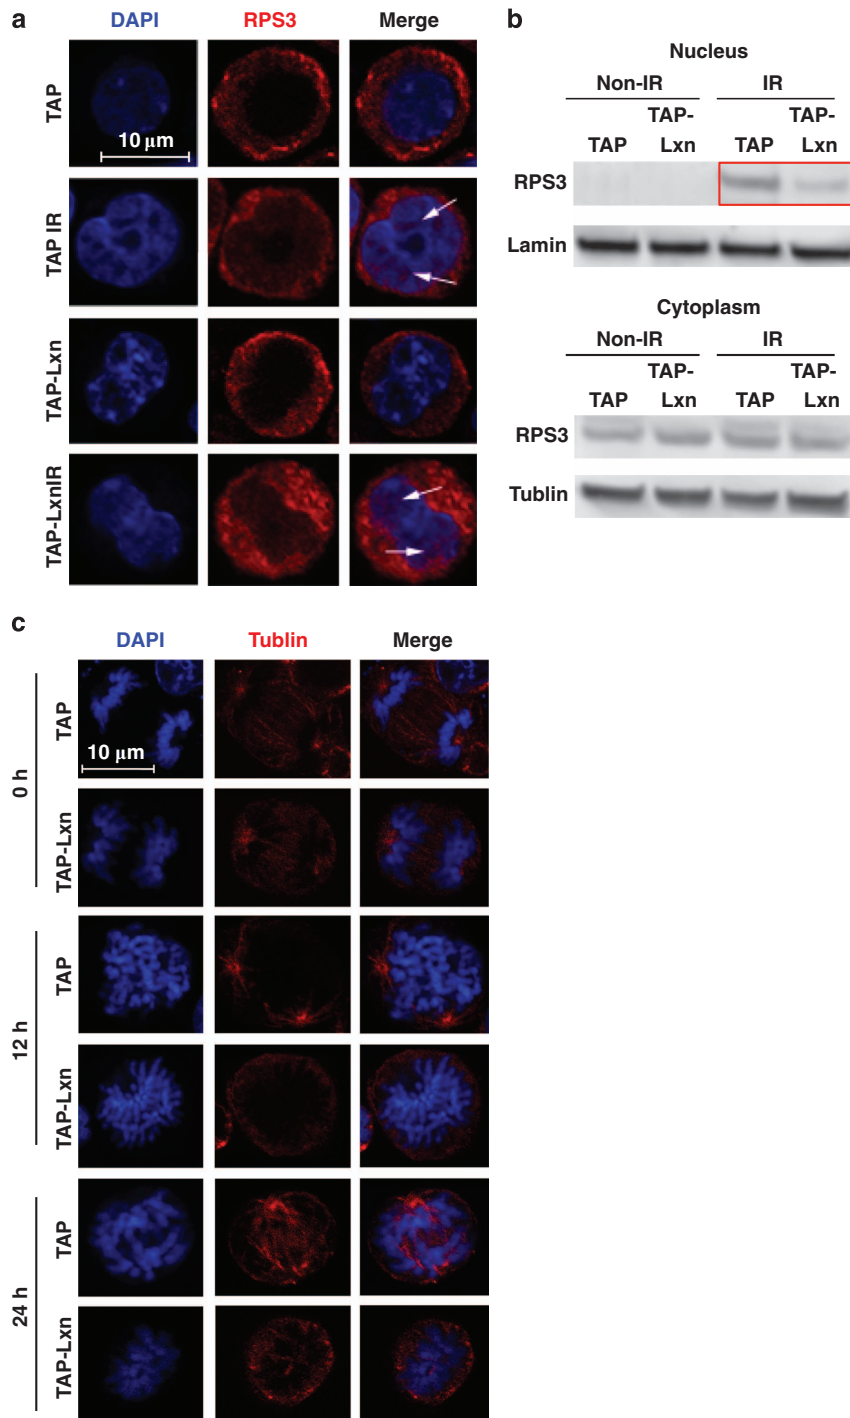 a
DAPI RPS3 Merge
TAP
10 μm
TAP IR
TAP-Lxn
TAP-LxnIR
b
Nucleus
Non-IR IR
TAP TAP-Lxn TAP TAP-Lxn
RPS3
Lamin
Cytoplasm
Non-IR IR
TAP TAP-Lxn TAP TAP-Lxn
RPS3
Tublin
c
DAPI Tublin Merge
0 h
TAP
10 μm
TAP-Lxn
12 h
TAP
TAP-Lxn
24 h
TAP
TAP-Lxn